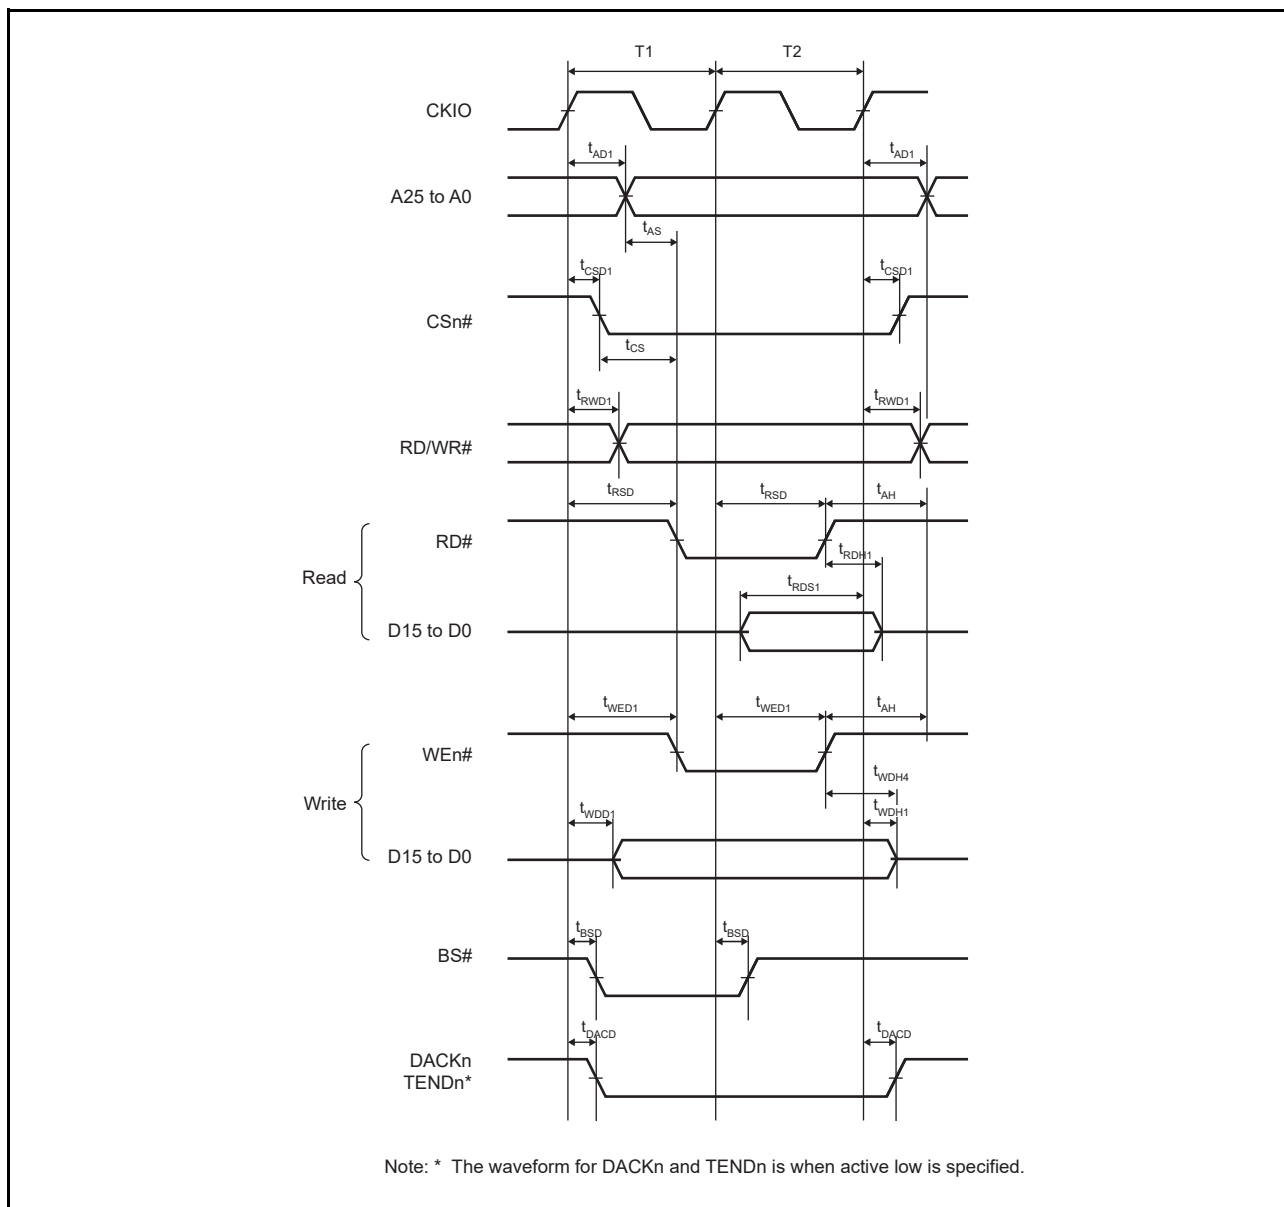 T1 T2
CKIO
tAD1 tAD1
A25 to A0
tAS
tCSD1 tCSD1
CSn#
tCS
tRWD1 tRWD1
RD/WR#
tRSD tRSD tAH
RD#
tRDH1
Read
tRDS1
D15 to D0
tWED1 tWED1 tAH
WEn#
tWDH4
Write
tWDD1 tWDH1
D15 to D0
tBSD tBSD
BS#
tDACD tDACD
DACKn
TENDn*
Note: * The waveform for DACKn and TENDn is when active low is specified.